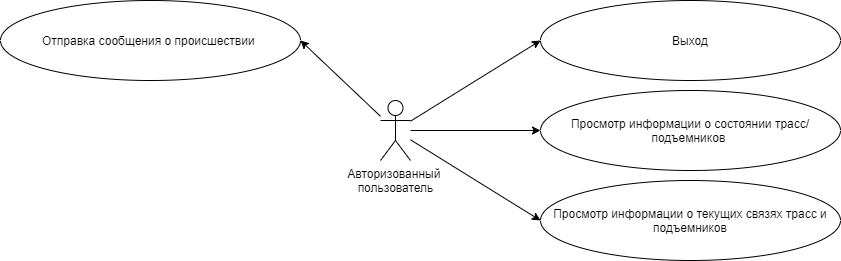 Отправка сообщения о происшествии
Выход
Просмотр информации о состоянии трасс/
подъемников
Авторизованный
пользователь
Просмотр информации о текущих связях трасс и
подъемников